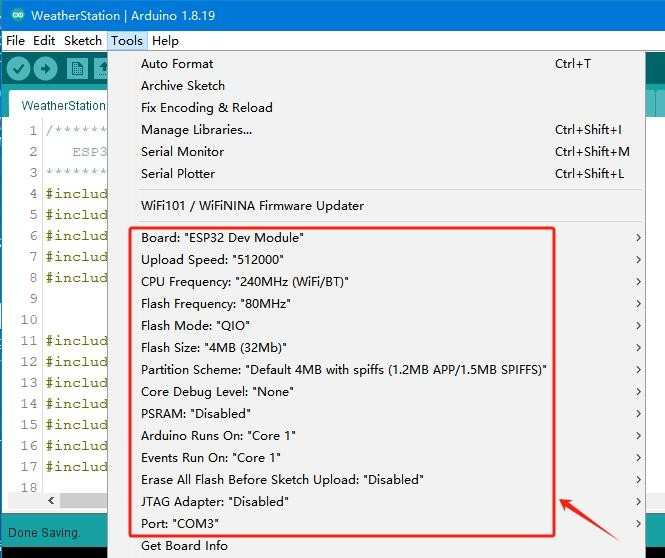 WeatherStation | Arduino 1.8.19
File Edit Sketch Tools Help
Auto Format Ctrl+T
Archive Sketch
Fix Encoding & Reload
Manage Libraries... Ctrl+Shift+I
Serial Monitor Ctrl+Shift+M
Serial Plotter Ctrl+Shift+L
WiFi101 / WiFiNINA Firmware Updater
Board: "ESP32 Dev Module"
Upload Speed: "512000"
CPU Frequency: "240MHz (WiFi/BT)"
Flash Frequency: "80MHz"
Flash Mode: "QIO"
Flash Size: "4MB (32Mb)"
Partition Scheme: "Default 4MB with spiffs (1.2MB APP/1.5MB SPIFFS)"
Core Debug Level: "None"
PSRAM: "Disabled"
Arduino Runs On: "Core 1"
Events Run On: "Core 1"
Erase All Flash Before Sketch Upload: "Disabled"
JTAG Adapter: "Disabled"
Port: "COM3"
Get Board Info
WeatherStation
1 /*******
2 ESP3
3 *******
4 #includ
5 #includ
6 #includ
7 #includ
8 #includ
9
10
11 #includ
12 #includ
13 #includ
14 #includ
15 #includ
16 #includ
17 #includ
18
Done Saving.